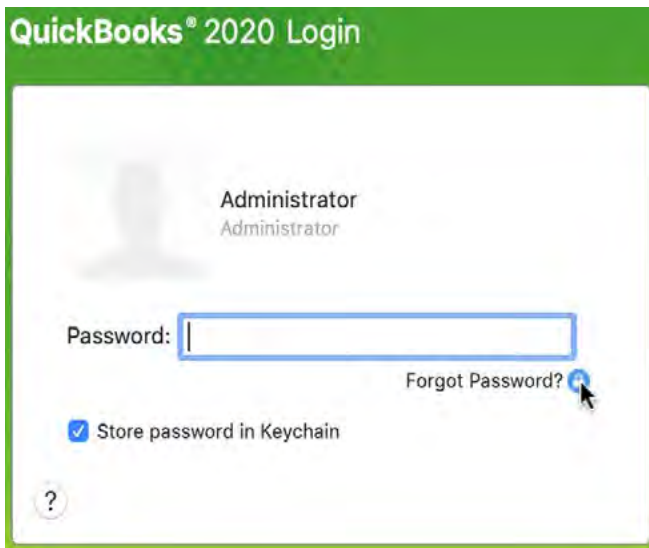 QuickBooks® 2020 Login
Administrator
Administrator
Password:
Forgot Password?
Store password in Keychain
?